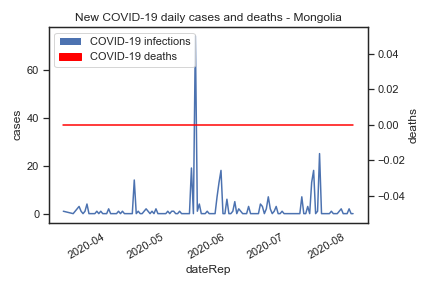 New COVID-19 daily cases and deaths - Mongolia
COVID-19 infections
COVID-19 deaths
cases
60
40
20
0
0.04
0.02
0.00
−0.02
−0.04
deaths
2020-04
2020-05
2020-06
2020-07
2020-08
dateRep